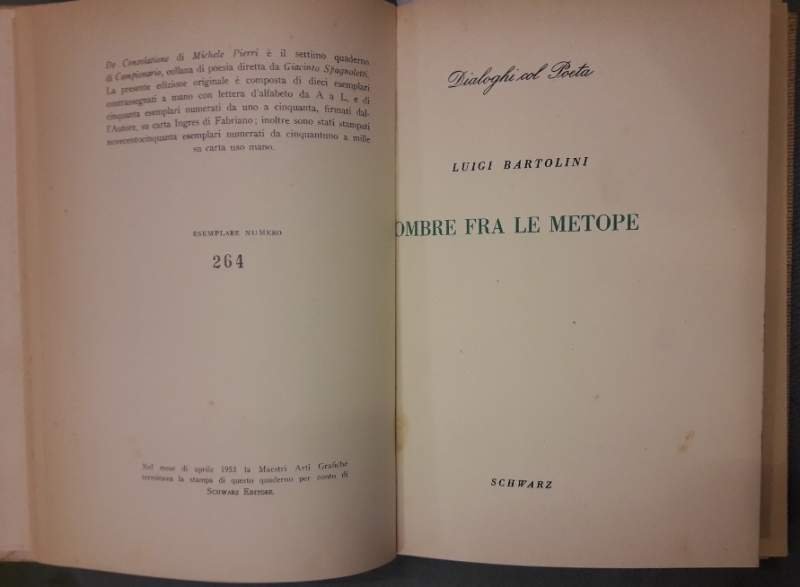 De Consolatione di Michele Pierri è il settimo quaderno
di Campionario, collana di poesia diretta da Giacinto Spagnoletti.
La presente edizione originale è composta di dieci esemplari
contrassegnati a mano con lettera d'alfabeto da A a L, e di
cinquanta esemplari numerati da uno a cinquanta, firmati dal-
l'Autore, su carta Ingres di Fabriano; inoltre sono stati stampati
novecentocinquanta esemplari numerati da cinquantuno a mille
su carta uso mano.
ESEMPLARE NUMERO
264
Nel mese di aprile 1953 la Maestri Arti Grafiche
terminava la stampa di questo quaderno per conto di
SCHWARZ EDITORE.
Dialoghi col Poeta
LUIGI BARTOLINI
OMBRE FRA LE METOPE
SCHWARZ